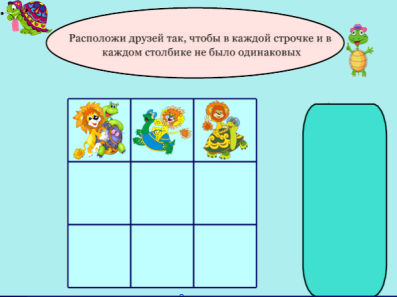 Расположи друзей так, чтобы в каждой строчке и в
каждом столбике не было одинаковых